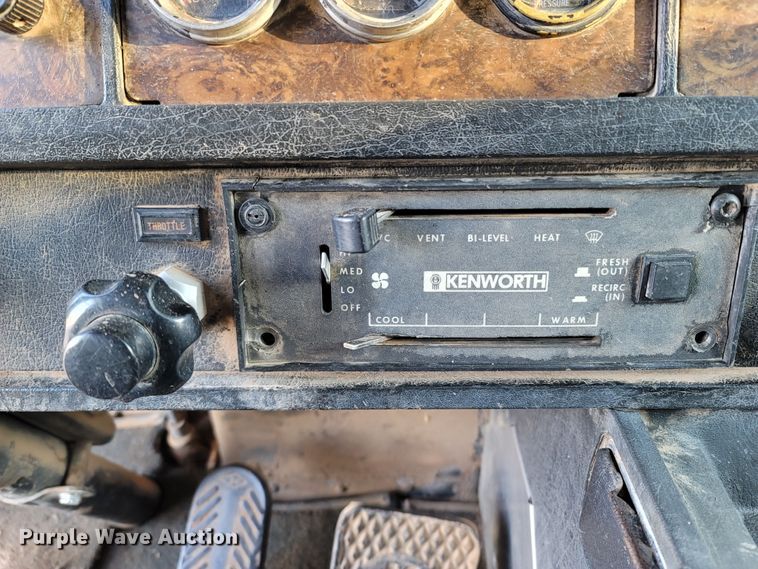 PRESSURE
THROTTLE
VENT BI-LEVEL HEAT
MED
LO
OFF
KENWORTH
FRESH
(OUT)
RECIRC
(IN)
COOL WARM
Purple Wave Auction®